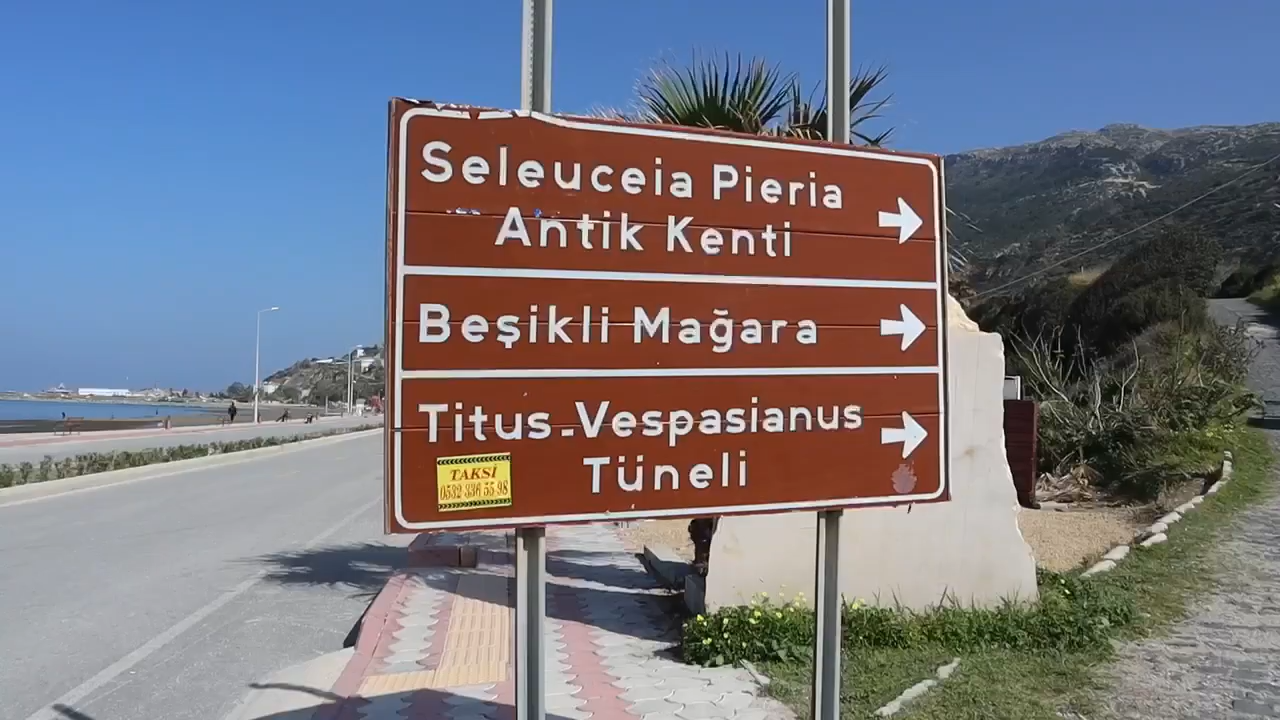 Seleuceia Pieria
Antik Kenti
Beşikli Mağara
Titus-Vespasianus
Tüneli
TAKSİ
0532 336 55 98